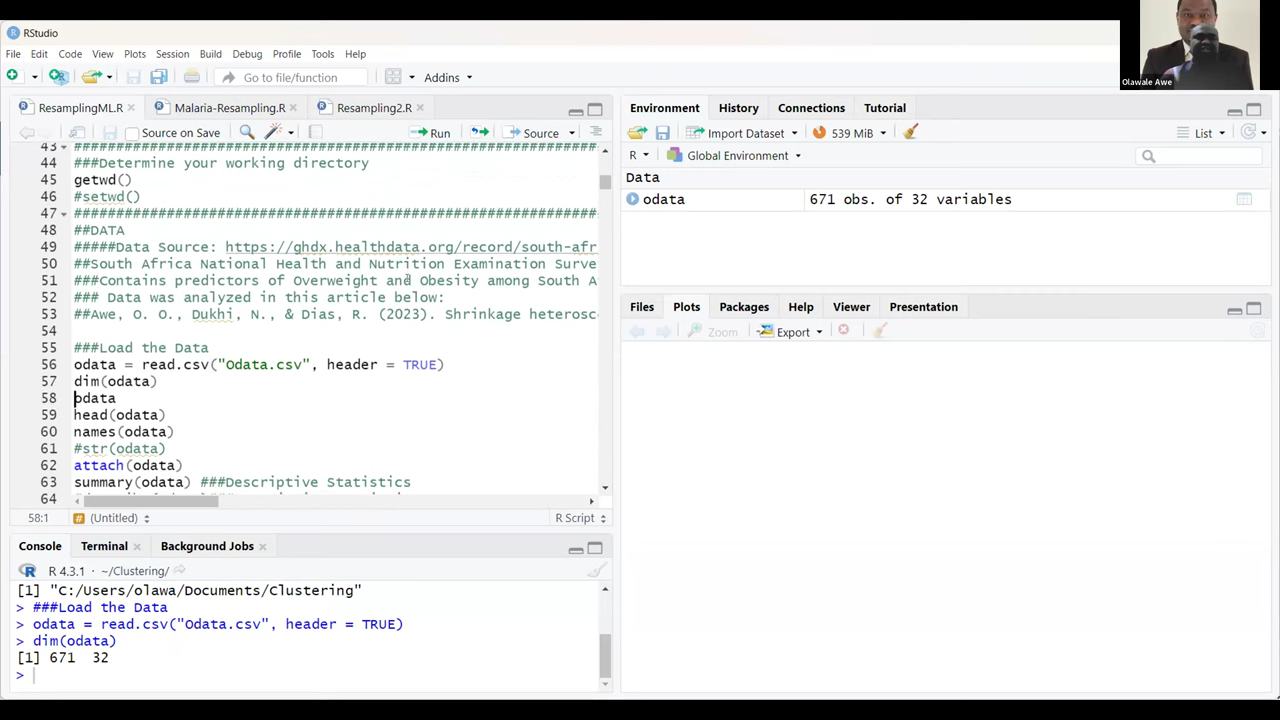 RStudio
File Edit Code View Plots Session Build Debug Profile Tools Help
Go to file/function Addins
Olawale Awe
ResamplingML.R Malaria-Resampling.R Resampling2.R
Source on Save Run Source
43 ##############################################################
44 ###Determine your working directory
45 getwd()
46 #setwd()
47 ##############################################################
48 ##DATA
49 #####Data Source: https://ghdx.healthdata.org/record/south-afr
50 ##South Africa National Health and Nutrition Examination Surve
51 ###Contains predictors of Overweight and Obesity among South A
52 ### Data was analyzed in this article below:
53 ##Awe, O. O., Dukhi, N., & Dias, R. (2023). Shrinkage heterosc
54
55 ###Load the Data
56 odata = read.csv("Odata.csv", header = TRUE)
57 dim(odata)
58 odata
59 head(odata)
60 names(odata)
61 #str(odata)
62 attach(odata)
63 summary(odata) ###Descriptive Statistics
64
58:1 # (Untitled) R Script
Console Terminal Background Jobs
R R 4.3.1 · ~/Clustering/
[1] "C:/Users/olawa/Documents/Clustering"
> ###Load the Data
> odata = read.csv("Odata.csv", header = TRUE)
> dim(odata)
[1] 671 32
>
Environment History Connections Tutorial
Import Dataset 539 MiB List
R Global Environment
Data
odata 671 obs. of 32 variables
Files Plots Packages Help Viewer Presentation
Zoom Export